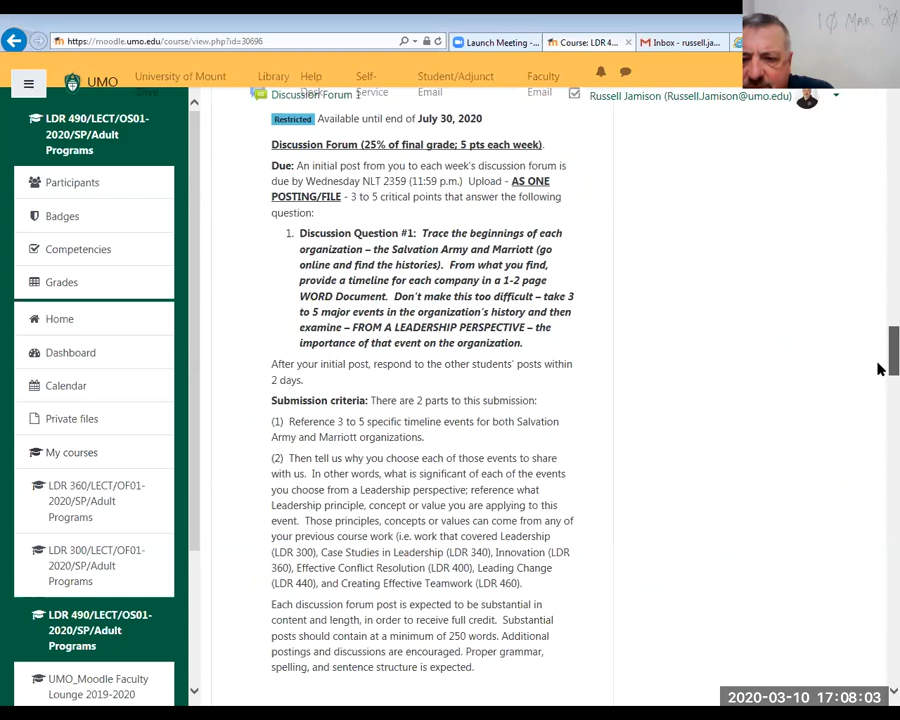 10 MAR '20
https://moodle.umo.edu/course/view.php?id=30696
Launch Meeting -...
Course: LDR 4...
Inbox - russell.ja...
UMO
University of Mount
Olive
Library
Help
Desk
Self-
Service
Student/Adjunct
Email
Faculty
Email
Russell Jamison (Russell.Jamison@umo.edu)
LDR 490/LECT/OS01-
2020/SP/Adult
Programs
Participants
Badges
Competencies
Grades
Home
Dashboard
Calendar
Private files
My courses
LDR 360/LECT/OF01-
2020/SP/Adult
Programs
LDR 300/LECT/OF01-
2020/SP/Adult
Programs
LDR 490/LECT/OS01-
2020/SP/Adult
Programs
UMO_Moodle Faculty
Lounge 2019-2020
Discussion Forum 1
Restricted Available until end of July 30, 2020
Discussion Forum (25% of final grade; 5 pts each week).
Due: An initial post from you to each week's discussion forum is
due by Wednesday NLT 2359 (11:59 p.m.) Upload - AS ONE
POSTING/FILE - 3 to 5 critical points that answer the following
question:
1. Discussion Question #1: Trace the beginnings of each
organization – the Salvation Army and Marriott (go
online and find the histories). From what you find,
provide a timeline for each company in a 1-2 page
WORD Document. Don't make this too difficult – take 3
to 5 major events in the organization's history and then
examine – FROM A LEADERSHIP PERSPECTIVE – the
importance of that event on the organization.
After your initial post, respond to the other students' posts within
2 days.
Submission criteria: There are 2 parts to this submission:
(1) Reference 3 to 5 specific timeline events for both Salvation
Army and Marriott organizations.
(2) Then tell us why you choose each of those events to share
with us. In other words, what is significant of each of the events
you choose from a Leadership perspective; reference what
Leadership principle, concept or value you are applying to this
event. Those principles, concepts or values can come from any of
your previous course work (i.e. work that covered Leadership
(LDR 300), Case Studies in Leadership (LDR 340), Innovation (LDR
360), Effective Conflict Resolution (LDR 400), Leading Change
(LDR 440), and Creating Effective Teamwork (LDR 460).
Each discussion forum post is expected to be substantial in
content and length, in order to receive full credit. Substantial
posts should contain at a minimum of 250 words. Additional
postings and discussions are encouraged. Proper grammar,
spelling, and sentence structure is expected.
2020-03-10 17:08:03